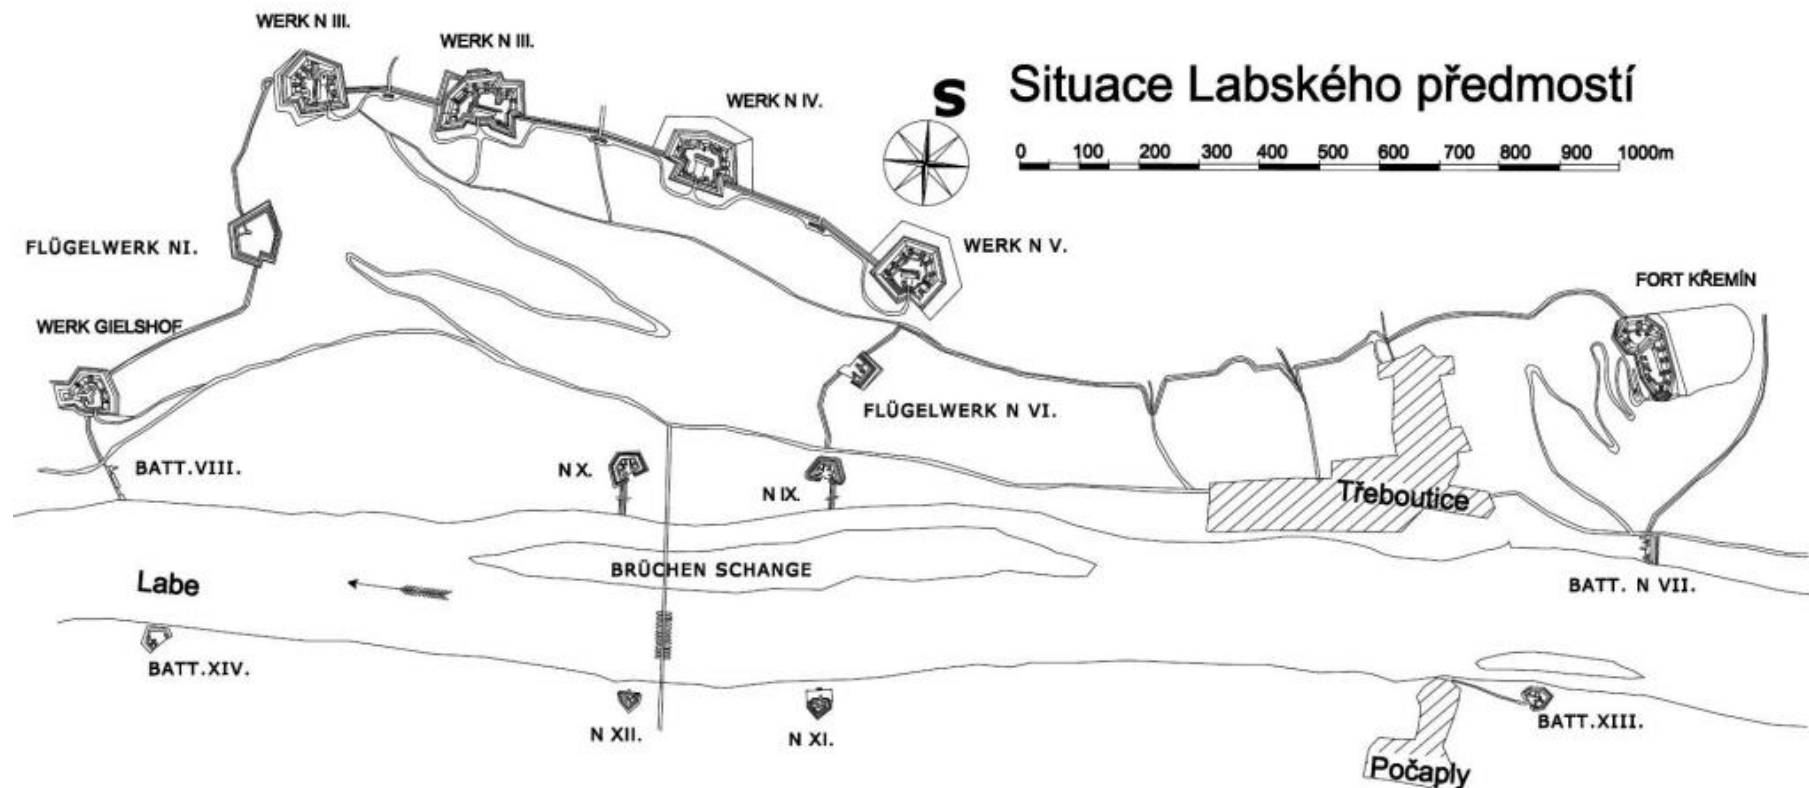 WERK N III.
WERK N III.
WERK N IV.
S
Situace Labského předmostí
0 100 200 300 400 500 600 700 800 900 1000m
FLÜGELWERK NI.
WERK N V.
FORT KŘEMÍN
WERK GIELSHOF
FLÜGELWERK N VI.
BATT.VIII.
N X.
N IX.
Třeboutice
BRÜCHEN SCHANGE
Labe
BATT. N VII.
BATT.XIV.
N XII.
N XI.
BATT.XIII.
Počaply